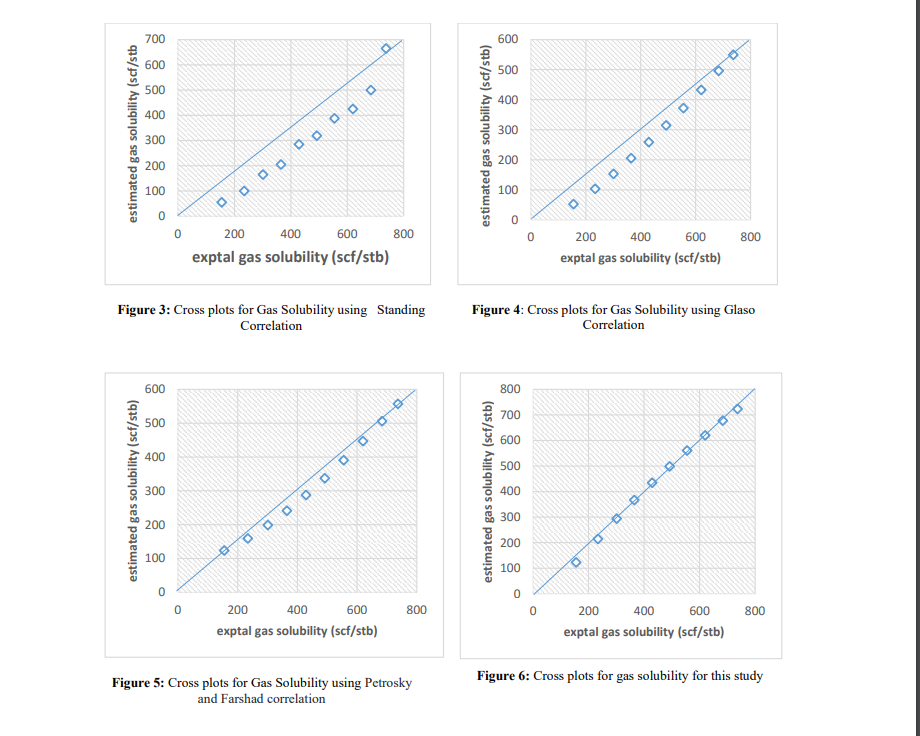 700
600
500
400
300
200
100
0
0 200 400 600 800
estimated gas solubility (scf/stb
exptal gas solubility (scf/stb)
Figure 3: Cross plots for Gas Solubility using Standing
Correlation
600
500
400
300
200
100
0
0 200 400 600 800
estimated gas solubility (scf/stb)
exptal gas solubility (scf/stb)
Figure 4: Cross plots for Gas Solubility using Glaso
Correlation
600
500
400
300
200
100
0
0 200 400 600 800
estimated gas solubility (scf/stb)
exptal gas solubility (scf/stb)
Figure 5: Cross plots for Gas Solubility using Petrosky
and Farshad correlation
800
700
600
500
400
300
200
100
0
0 200 400 600 800
estimated gas solubility (scf/stb)
exptal gas solubility (scf/stb)
Figure 6: Cross plots for gas solubility for this study